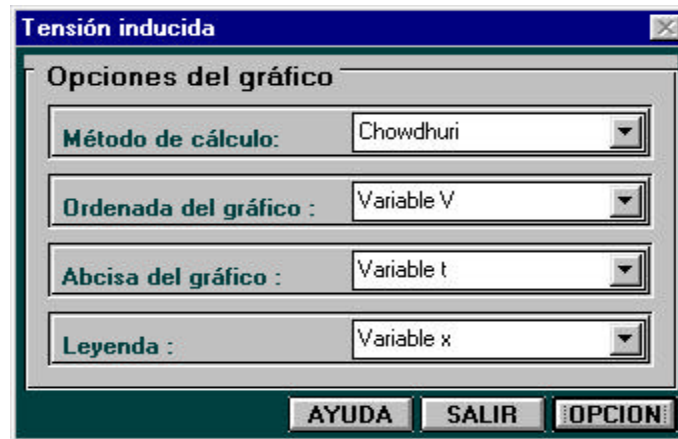 Tensión inducida
Opciones del gráfico
Método de cálculo: Chowdhuri
Ordenada del gráfico : Variable V
Abcisa del gráfico : Variable t
Leyenda : Variable x
AYUDA SALIR OPCION